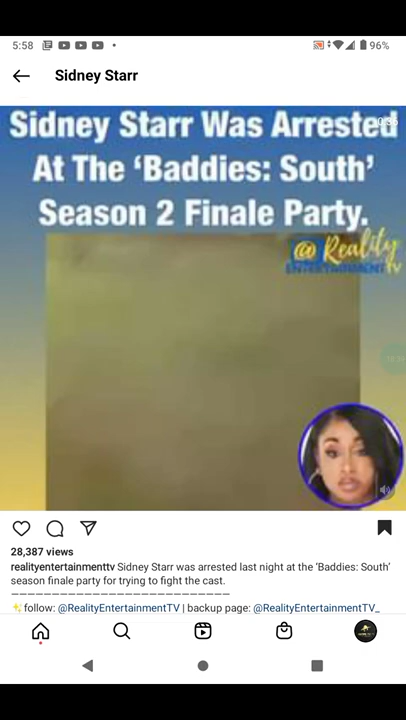 5:58
96%
Sidney Starr
Sidney Starr Was Arrested
At The ‘Baddies: South’
Season 2 Finale Party.
@ Reality
ENTERTAINMENT TV
28,387 views
realityentertainmenttv Sidney Starr was arrested last night at the ‘Baddies: South’
season finale party for trying to fight the cast.
—————————————————————————
✨follow: @RealityEntertainmentTV | backup page: @RealityEntertainmentTV_